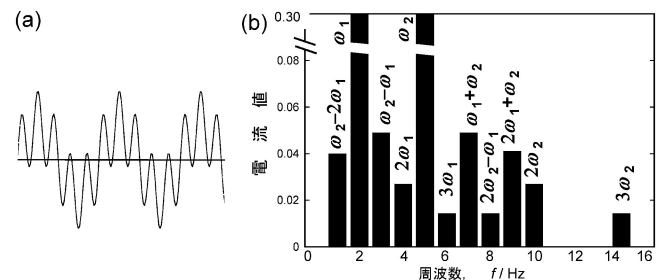 (a)
(b)
0.30
0.08
0.06
0.04
0.02
0
電流値
ω₂−2ω₁
ω₁
ω₂−ω₁
2ω₁
ω₂
3ω₁
ω₁+ω₂
2ω₂−ω₁
2ω₁+ω₂
2ω₂
3ω₂
0 2 4 6 8 10 12 14 16
周波数, f / Hz